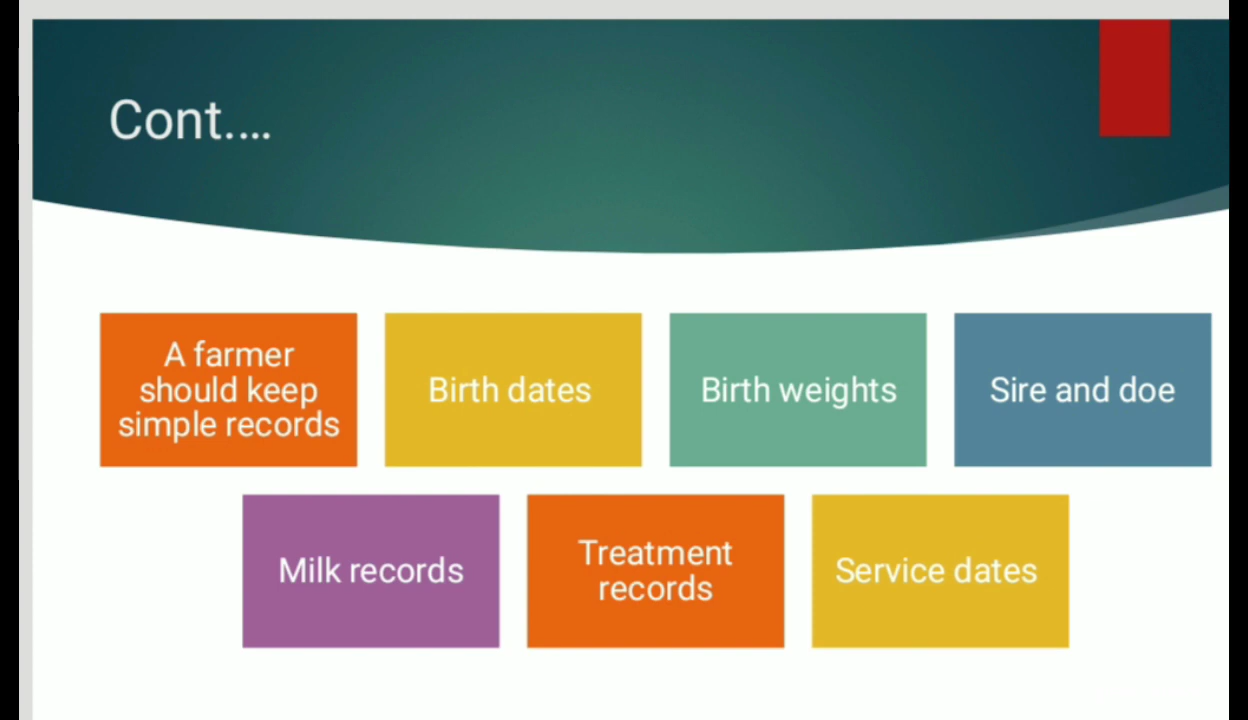 Cont.…
A farmer
should keep
simple records
Birth dates
Birth weights
Sire and doe
Milk records
Treatment
records
Service dates